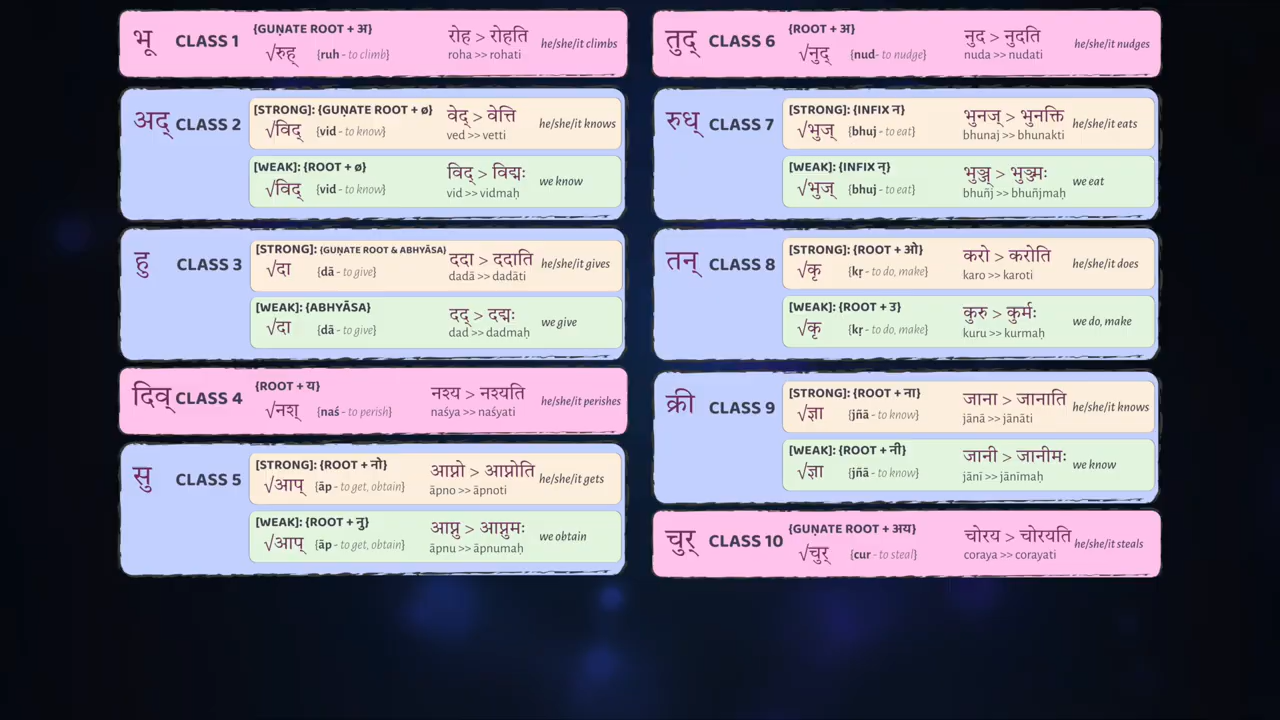 भू CLASS 1 {GUṆATE ROOT + अ} रोह > रोहति he/she/it climbs
√रुह् {ruh - to climb} roha >> rohati
अद् CLASS 2 [STRONG]: {GUṆATE ROOT + ø} वेद् > वेत्ति he/she/it knows
√विद् {vid - to know} ved >> vetti
[WEAK]: {ROOT + ø} विद् > विद्मः we know
√विद् {vid - to know} vid >> vidmaḥ
हु CLASS 3 [STRONG]: {GUṆATE ROOT & ABHYĀSA} ददा > ददाति he/she/it gives
√दा {dā - to give} dadā >> dadāti
[WEAK]: {ABHYĀSA} दद् > दद्मः we give
√दा {dā - to give} dad >> dadmaḥ
दिव् CLASS 4 {ROOT + य} नश्य > नश्यति he/she/it perishes
√नश् {naś - to perish} naśya >> naśyati
सु CLASS 5 [STRONG]: {ROOT + नो} आप्नो > आप्नोति he/she/it gets
√आप् {āp - to get, obtain} āpno >> āpnoti
[WEAK]: {ROOT + नु} आप्नु > आप्नुमः we obtain
√आप् {āp - to get, obtain} āpnu >> āpnumaḥ
तुद् CLASS 6 {ROOT + अ} नुद > नुदति he/she/it nudges
√नुद् {nud- to nudge} nuda >> nudati
रुध् CLASS 7 [STRONG]: {INFIX न} भुनज् > भुनक्ति he/she/it eats
√भुज् {bhuj - to eat} bhunaj >> bhunakti
[WEAK]: {INFIX न्} भुञ्ज् > भुञ्ज्मः we eat
√भुज् {bhuj - to eat} bhuñj >> bhuñjmaḥ
तन् CLASS 8 [STRONG]: {ROOT + ओ} करो > करोति he/she/it does
√कृ {kṛ - to do, make} karo >> karoti
[WEAK]: {ROOT + उ} कुरु > कुर्मः we do, make
√कृ {kṛ - to do, make} kuru >> kurmaḥ
क्री CLASS 9 [STRONG]: {ROOT + ना} जाना > जानाति he/she/it knows
√ज्ञा {jñā - to know} jānā >> jānāti
[WEAK]: {ROOT + नी} जानी > जानीमः we know
√ज्ञा {jñā - to know} jānī >> jānīmaḥ
चुर् CLASS 10 {GUṆATE ROOT + अय} चोरय > चोरयति he/she/it steals
√चुर् {cur - to steal} coraya >> corayati